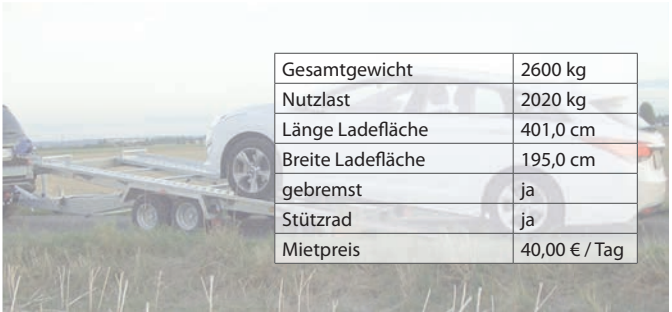 Gesamtgewicht 2600 kg
Nutzlast 2020 kg
Länge Ladefläche 401,0 cm
Breite Ladefläche 195,0 cm
gebremst ja
Stützrad ja
Mietpreis 40,00 € / Tag